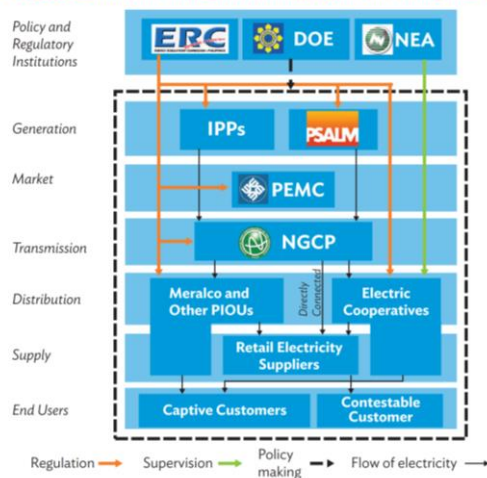 Policy and
Regulatory
Institutions
ERC
DOE
NEA
Generation
IPPs
PSALM
Market
PEMC
Transmission
NGCP
Distribution
Meralco and
Other PIOUs
Directly
Connected
Electric
Cooperatives
Supply
Retail Electricity
Suppliers
End Users
Captive Customers
Contestable
Customer
Regulation
Supervision
Policy
making
Flow of electricity